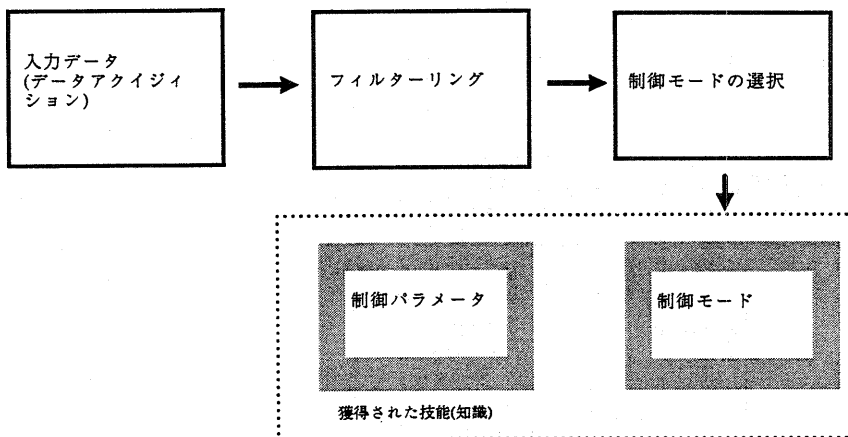 入力データ
(データアクイジィ
ション)
フィルターリング
制御モードの選択
制御パラメータ
制御モード
獲得された技能(知識)